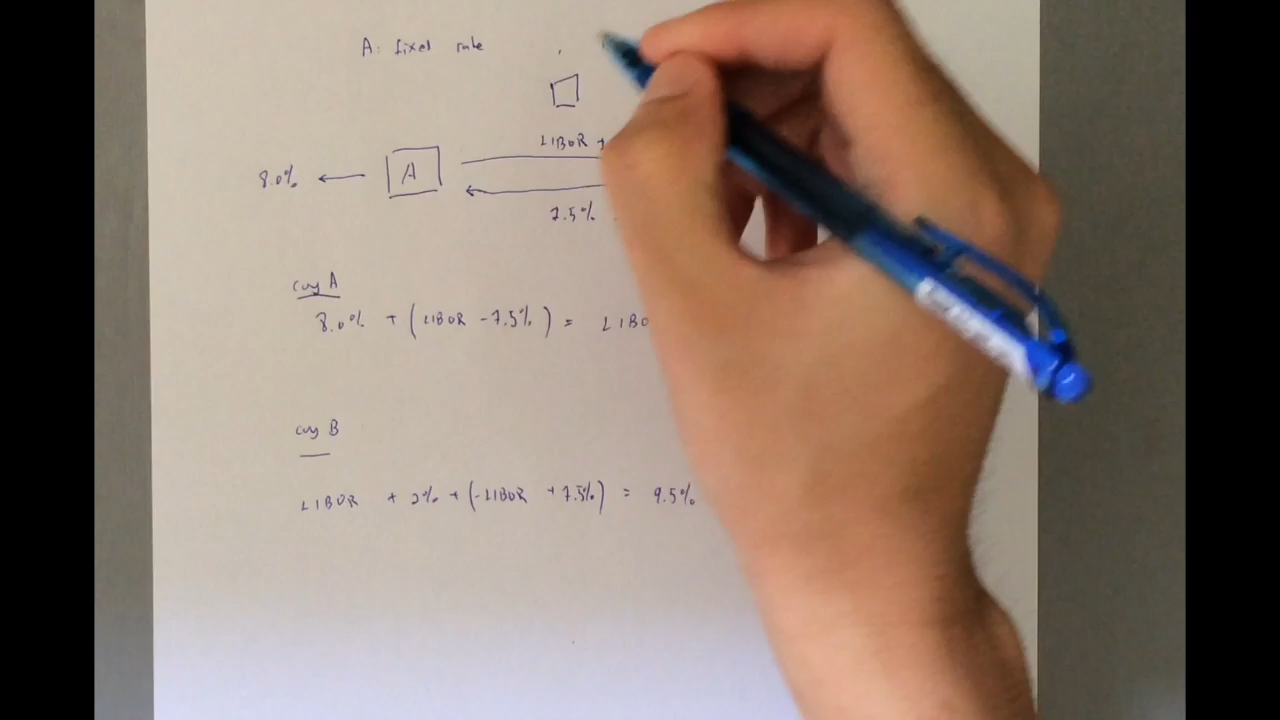 A: fixed rate
LIBOR +
8.0% A
7.5%
coy A
8.0% + (LIBOR - 7.5%) = LIBO
coy B
LIBOR + 2% + (-LIBOR + 7.5%) = 9.5%